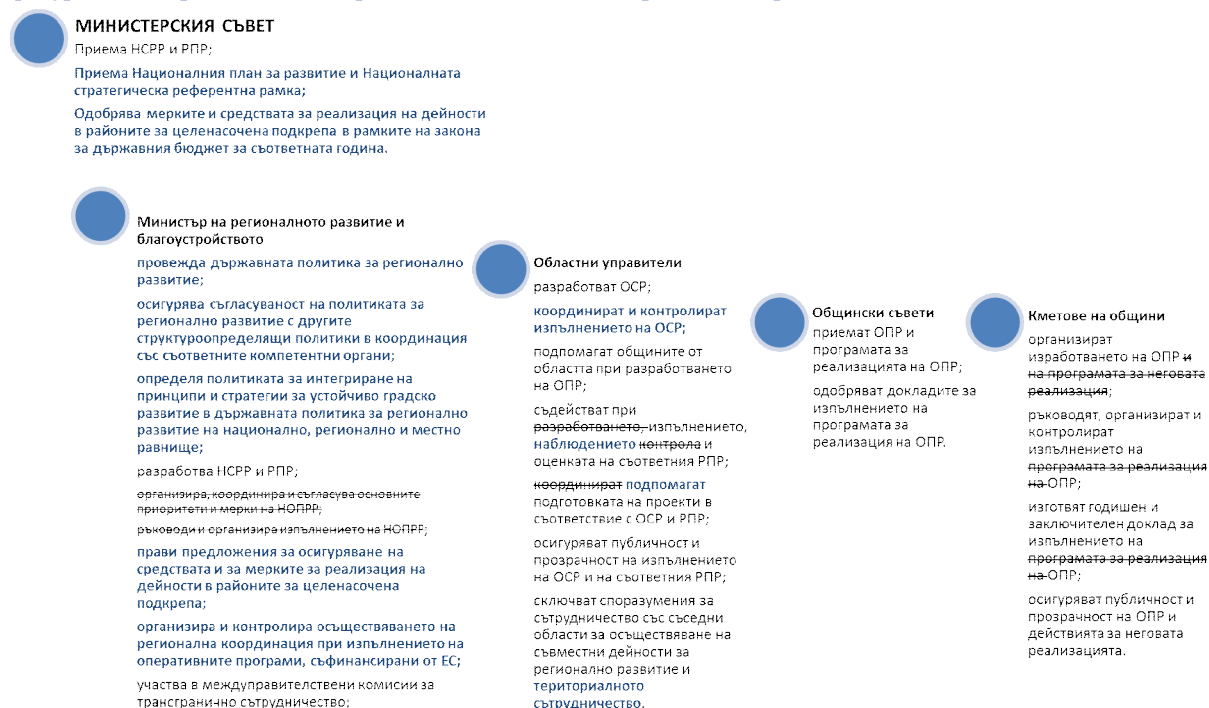 МИНИСТЕРСКИЯ СЪВЕТ
Приема НСРР и РПР;
Приема Националния план за развитие и Националната
стратегическа референтна рамка;
Одобрява мерките и средствата за реализация на дейности
в районите за целенасочена подкрепа в рамките на закона
за държавния бюджет за съответната година.
Министър на регионалното развитие и
благоустройството
провежда държавната политика за регионално
развитие;
осигурява съгласуваност на политиката за
регионално развитие с другите
структуроопределящи политики в координация
със съответните компетентни органи;
определя политиката за интегриране на
принципи и стратегии за устойчиво градско
развитие в държавната политика за регионално
развитие на национално, регионално и местно
равнище;
разработва НСРР и РПР;
организира, координира и съгласува основните
приоритети и мерки на НОПРР;
ръководи и организира изпълнението на НОПРР;
прави предложения за осигуряване на
средствата и за мерките за реализация на
дейности в районите за целенасочена
подкрепа;
организира и контролира осъществяването на
регионална координация при изпълнението на
оперативните програми, съфинансирани от ЕС;
участва в междуправителствени комисии за
трансгранично сътрудничество;
Областни управители
разработват ОСР;
координират и контролират
изпълнението на ОСР;
подпомагат общините от
областта при разработването
на ОПР;
съдействат при
разработването, изпълнението,
наблюдението контрола и
оценката на съответния РПР;
координират подпомагат
подготовката на проекти в
съответствие с ОСР и РПР;
осигуряват публичност и
прозрачност на изпълнението
на ОСР и на съответния РПР;
сключват споразумения за
сътрудничество със съседни
области за осъществяване на
съвместни дейности за
регионално развитие и
териториалното
сътрудничество.
Общински съвети
приемат ОПР и
програмата за
реализацията на ОПР;
одобряват докладите за
изпълнението на
програмата за
реализация на ОПР.
Кметове на общини
организират
изработването на ОПР и
на програмата за неговата
реализация;
ръководят, организират и
контролират
изпълнението на
програмата за реализация
на ОПР;
изготвят годишен и
заключителен доклад за
изпълнението на
програмата за реализация
на ОПР;
осигуряват публичност и
прозрачност на ОПР и
действията за неговата
реализацията.